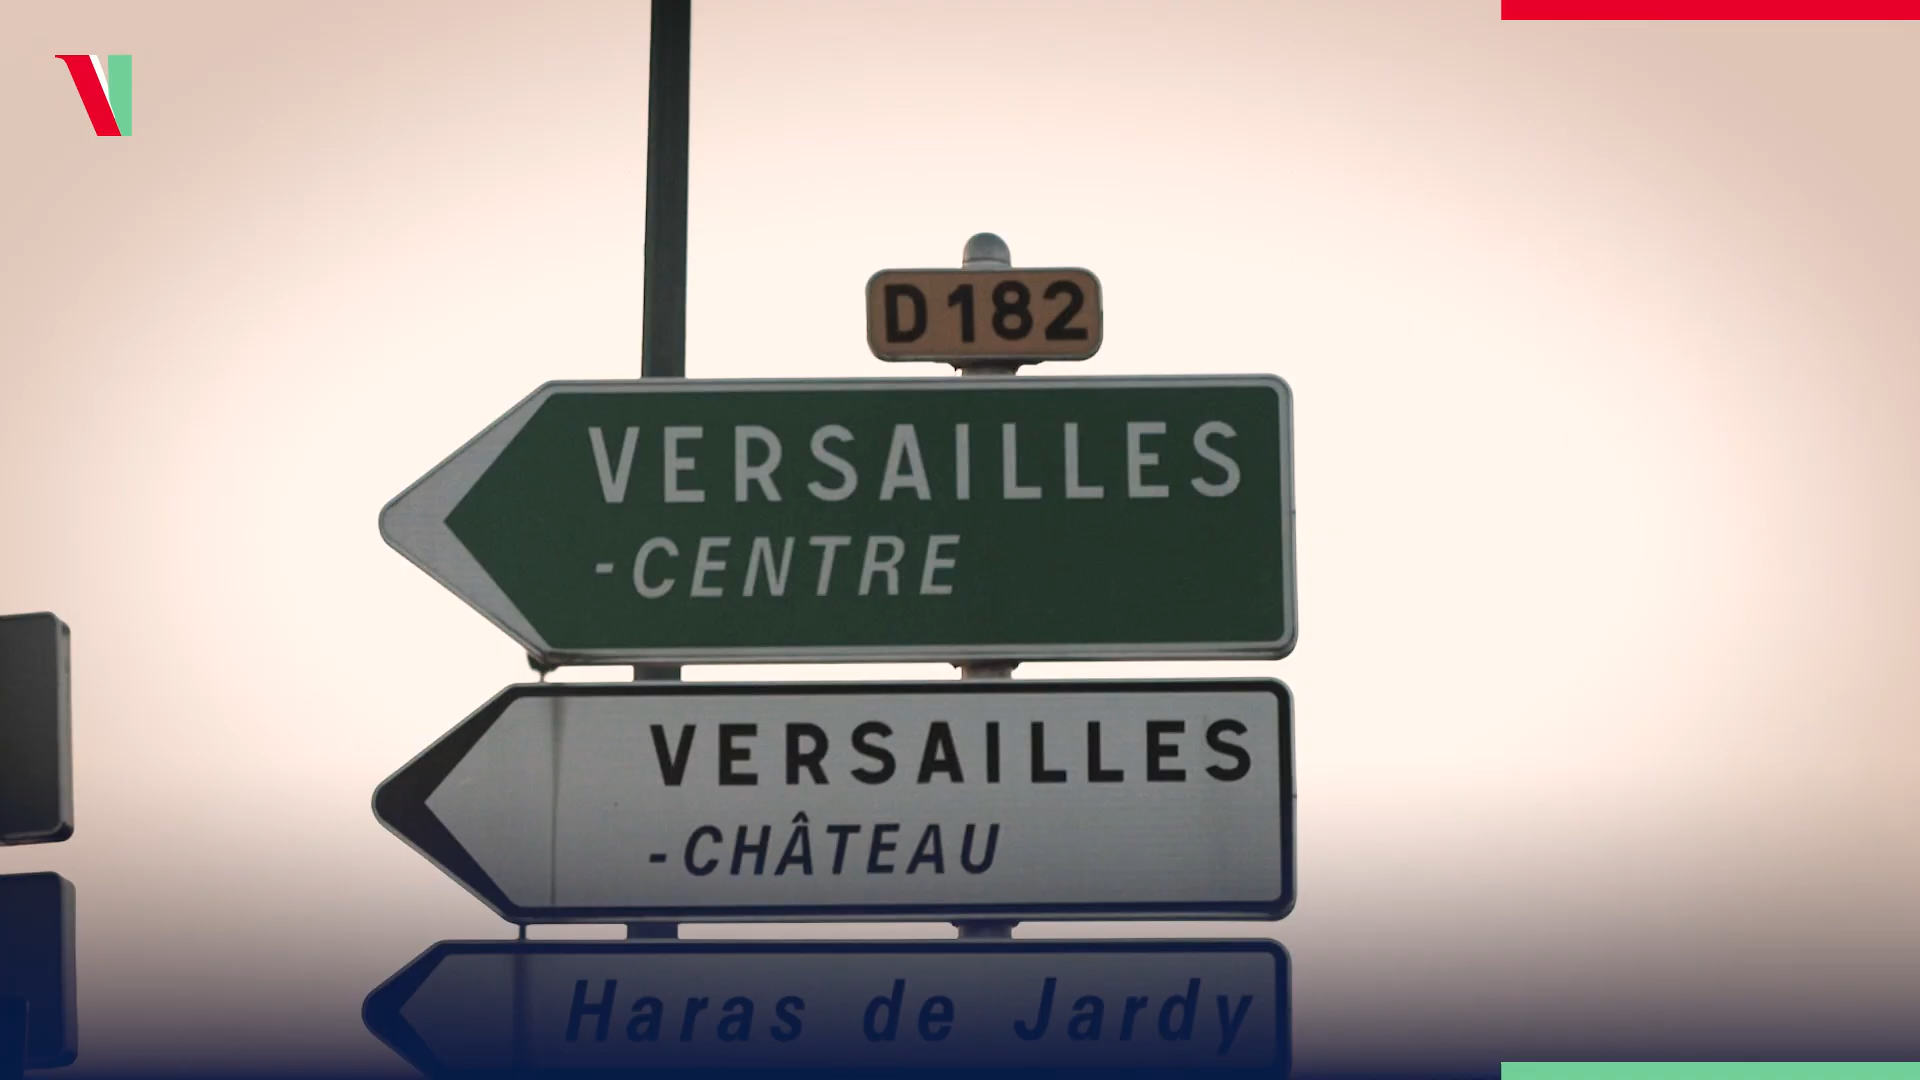 D182
VERSAILLES
-CENTRE
VERSAILLES
-CHÂTEAU
Haras de Jardy